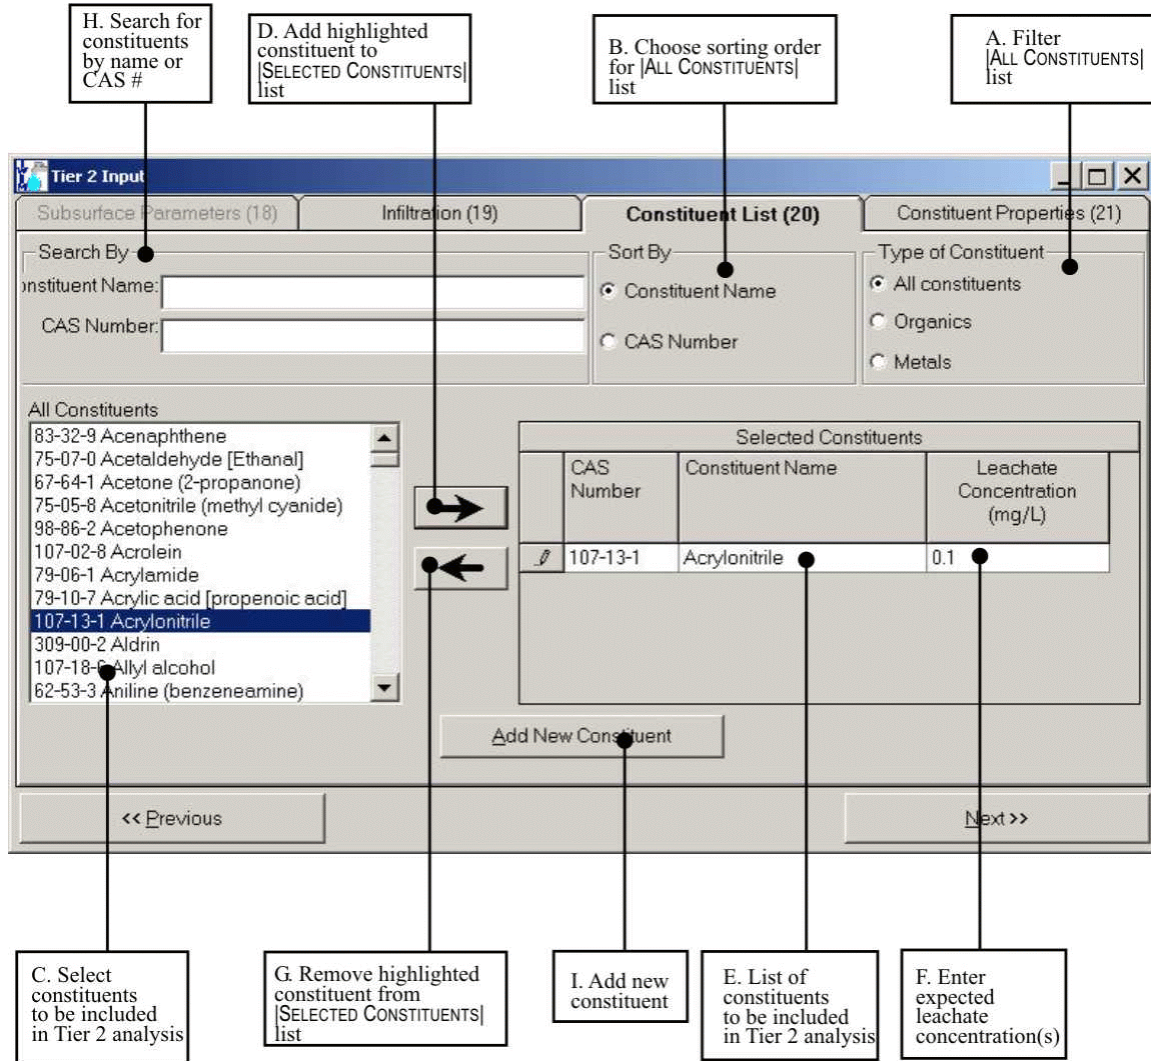 H. Search for
constituents
by name or
CAS #
D. Add highlighted
constituent to
|SELECTED CONSTITUENTS|
list
B. Choose sorting order
for |ALL CONSTITUENTS|
list
A. Filter
|ALL CONSTITUENTS|
list
Tier 2 Input
Subsurface Parameters (18)
Infiltration (19)
Constituent List (20)
Constituent Properties (21)
Search By
onstituent Name:
CAS Number:
Sort By
Constituent Name
CAS Number
Type of Constituent
All constituents
Organics
Metals
All Constituents
83-32-9 Acenaphthene
75-07-0 Acetaldehyde [Ethanal]
67-64-1 Acetone (2-propanone)
75-05-8 Acetonitrile (methyl cyanide)
98-86-2 Acetophenone
107-02-8 Acrolein
79-06-1 Acrylamide
79-10-7 Acrylic acid [propenoic acid]
107-13-1 Acrylonitrile
309-00-2 Aldrin
107-18-6 Allyl alcohol
62-53-3 Aniline (benzeneamine)
Selected Constituents
CAS
Number
Constituent Name
Leachate
Concentration
(mg/L)
107-13-1
Acrylonitrile
0.1
Add New Constituent
<< Previous
Next >>
C. Select
constituents
to be included
in Tier 2 analysis
G. Remove highlighted
constituent from
|SELECTED CONSTITUENTS|
list
I. Add new
constituent
E. List of
constituents
to be included
in Tier 2 analysis
F. Enter
expected
leachate
concentration(s)